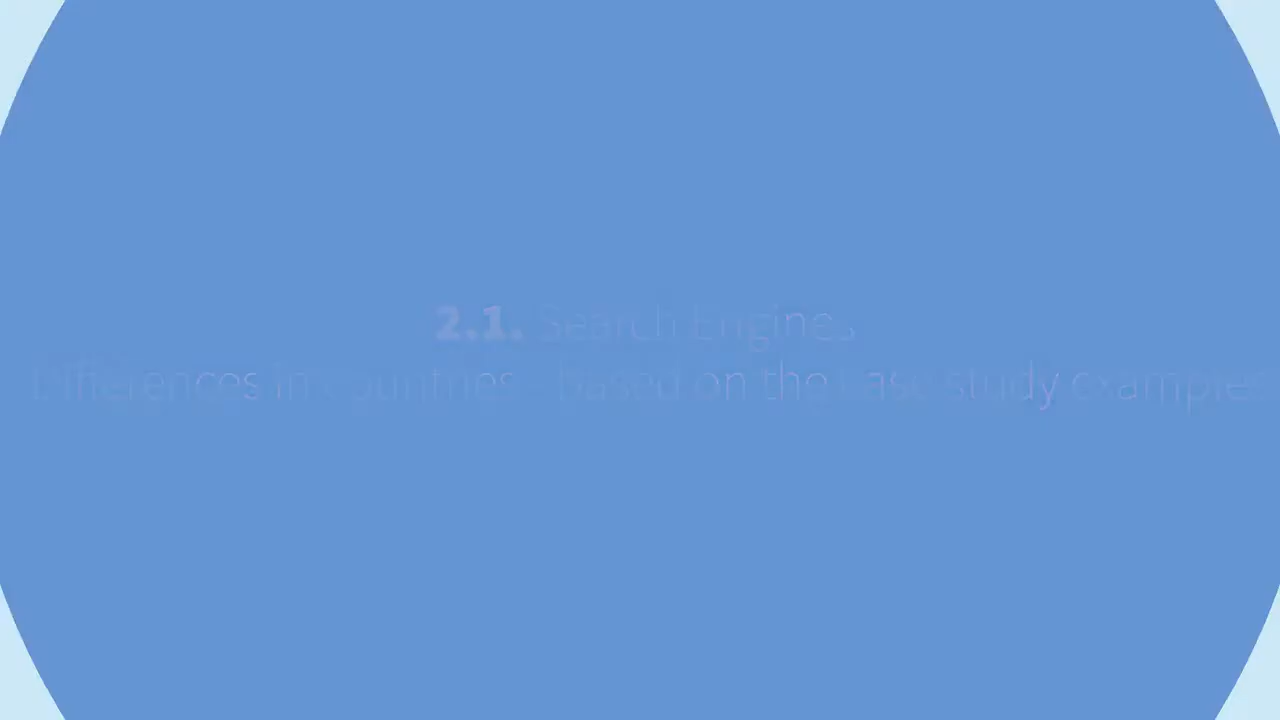 2.1. Search Engines
Differences in countries - based on the case study examples